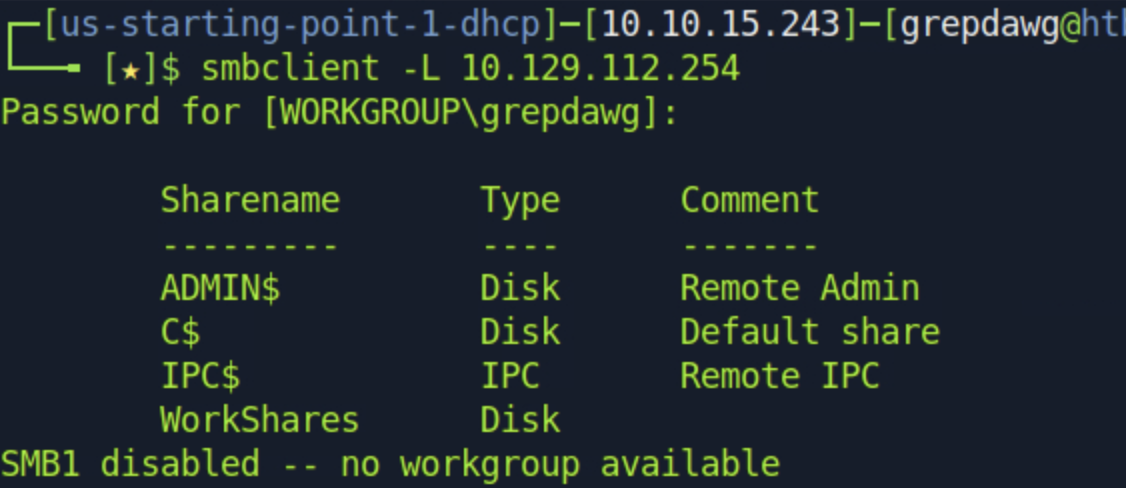 [us-starting-point-1-dhcp]─[10.10.15.243]─[grepdawg@htb
[★]$ smbclient -L 10.129.112.254
Password for [WORKGROUP\grepdawg]:
Sharename Type Comment
--------- ---- -------
ADMIN$ Disk Remote Admin
C$ Disk Default share
IPC$ IPC Remote IPC
WorkShares Disk
SMB1 disabled -- no workgroup available